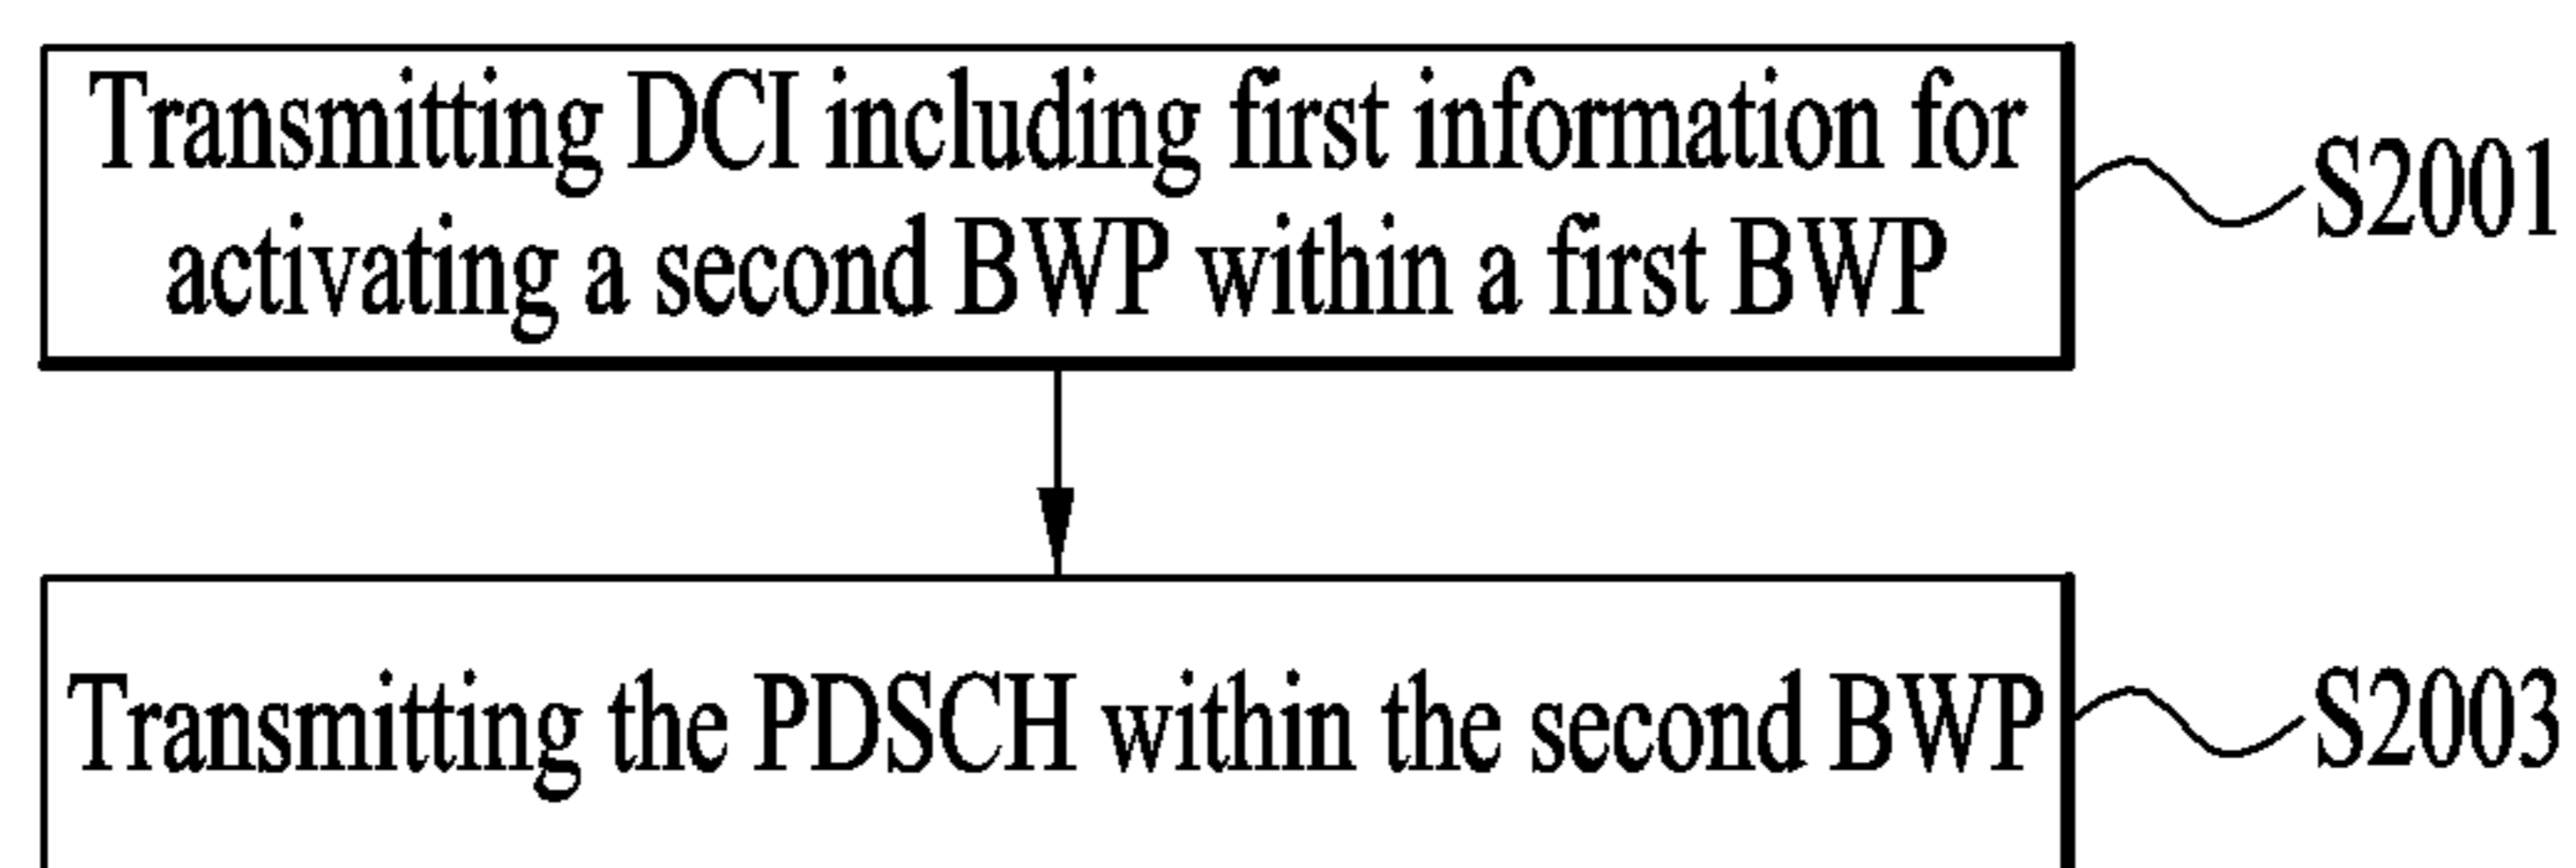 Transmitting DCI including first information for
activating a second BWP within a first BWP
S2001
Transmitting the PDSCH within the second BWP
S2003